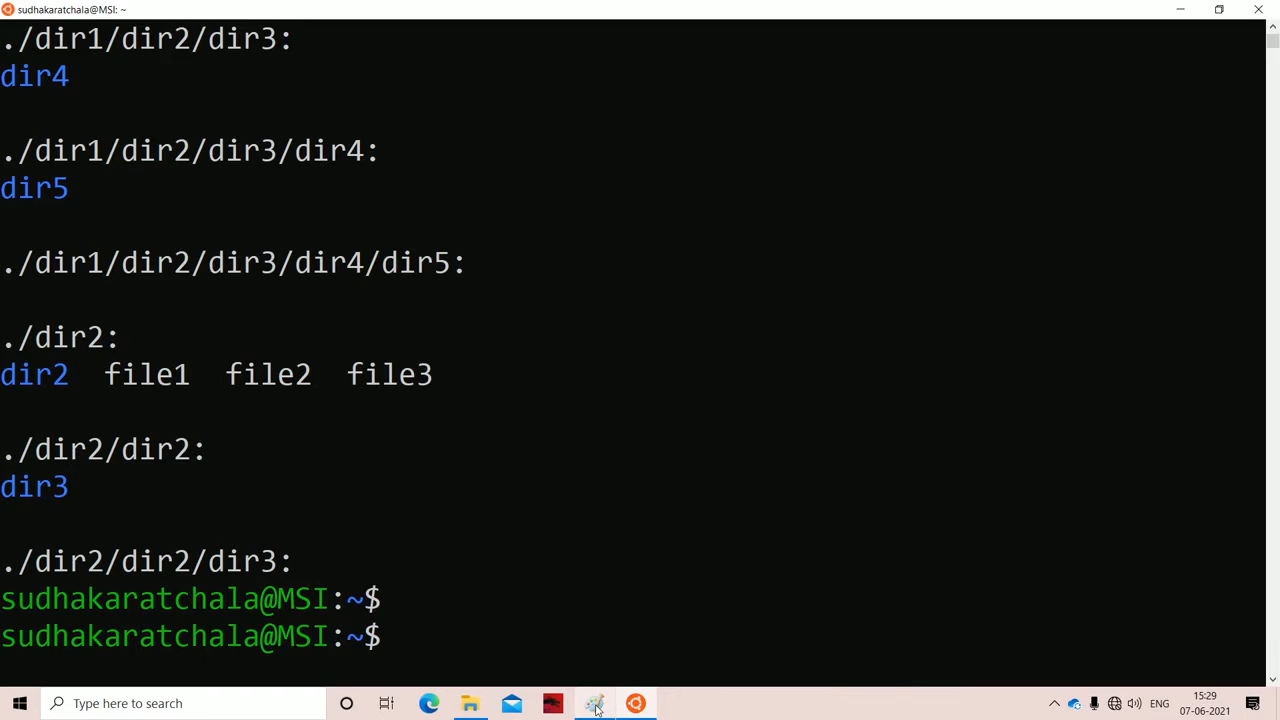 sudhakaratchala@MSI: ~
./dir1/dir2/dir3:
dir4
./dir1/dir2/dir3/dir4:
dir5
./dir1/dir2/dir3/dir4/dir5:
./dir2:
dir2 file1 file2 file3
./dir2/dir2:
dir3
./dir2/dir2/dir3:
sudhakaratchala@MSI:~$
sudhakaratchala@MSI:~$
Type here to search
ENG
15:29
07-06-2021